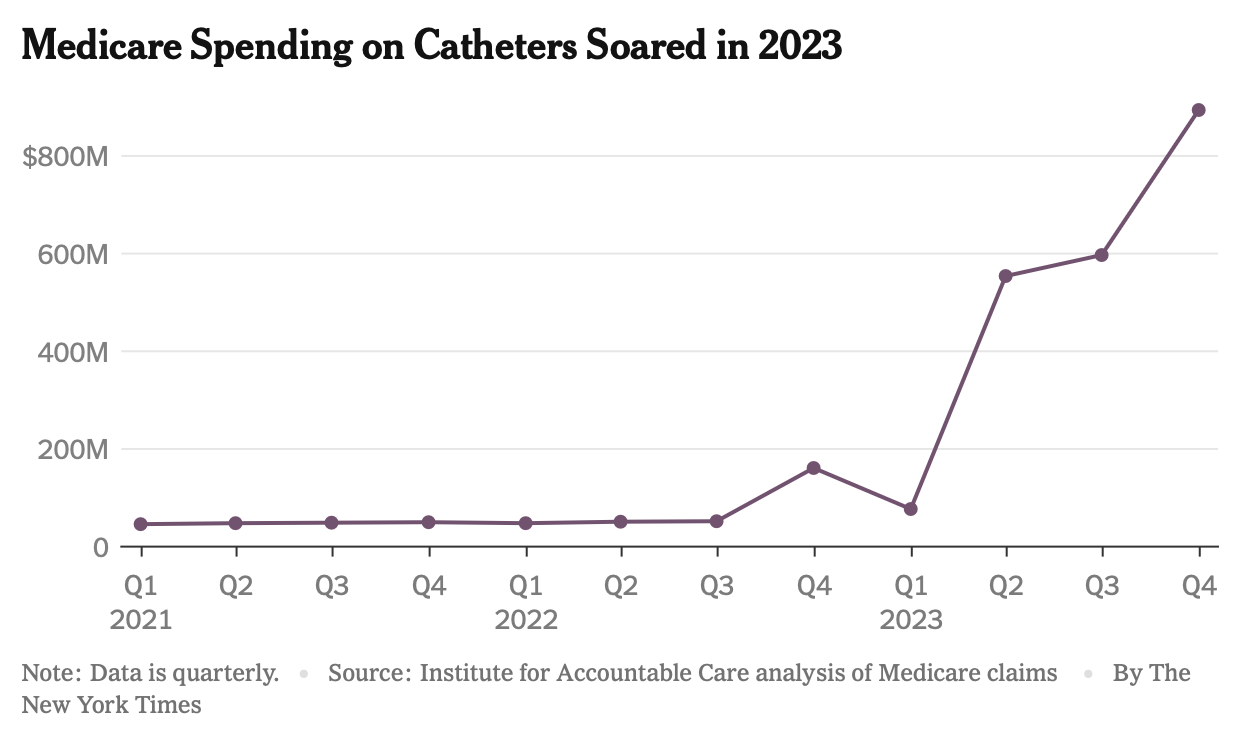 Medicare Spending on Catheters Soared in 2023
$800M
600M
400M
200M
0
Q1 Q2 Q3 Q4 Q1 Q2 Q3 Q4 Q1 Q2 Q3 Q4
2021 2022 2023
Note: Data is quarterly. • Source: Institute for Accountable Care analysis of Medicare claims • By The
New York Times